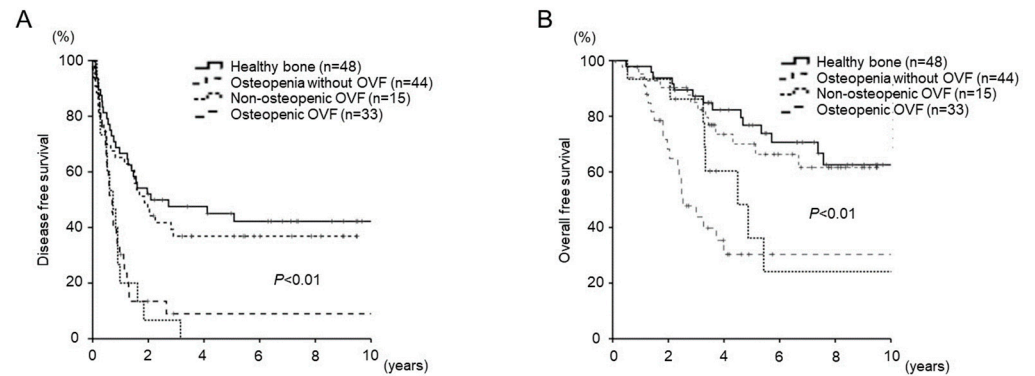 A
(%)
100
80
60
40
20
0
Disease free survival
Healthy bone (n=48)
Osteopenia without OVF (n=44)
Non-osteopenic OVF (n=15)
Osteopenic OVF (n=33)
P<0.01
0 2 4 6 8 10 (years)
B
(%)
100
80
60
40
20
0
Overall free survival
Healthy bone (n=48)
Osteopenia without OVF (n=44)
Non-osteopenic OVF (n=15)
Osteopenic OVF (n=33)
P<0.01
0 2 4 6 8 10 (years)